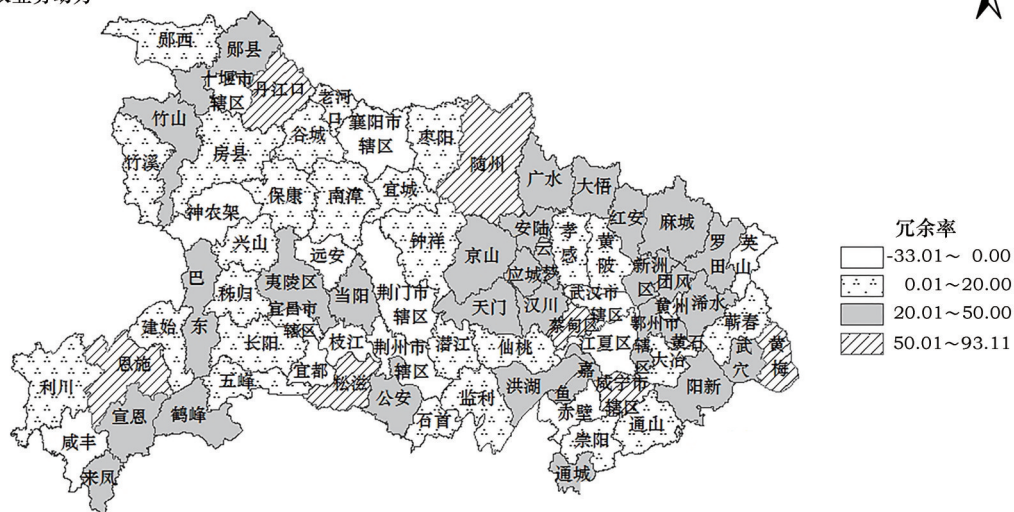 郧西
郧县
十堰市
辖区
丹江口
老河
口
竹山
谷城
襄阳市
辖区
枣阳
竹溪
房县
随州
广水
大悟
保康
南漳
宜城
神农架
红安
麻城
兴山
远安
钟祥
京山
安陆
云
梦
孝
感
黄
陂
罗
田
英
山
巴
东
秭归
夷陵区
当阳
应城
新洲
区
团风
荆门市
辖区
天门
汉川
武汉市
辖区
黄州
浠水
宜昌市
辖区
建始
长阳
枝江
荆州市
辖区
潜江
仙桃
蔡甸区
江夏区
鄂州市
辖
区
黄石
大冶
蕲春
武
穴
黄
梅
恩施
利川
五峰
宜都
松滋
公安
石首
监利
洪湖
嘉
鱼
咸宁市
辖区
赤壁
阳新
宣恩
鹤峰
咸丰
来凤
崇阳
通山
通城
冗余率
-33.01~ 0.00
0.01~20.00
20.01~50.00
50.01~93.11